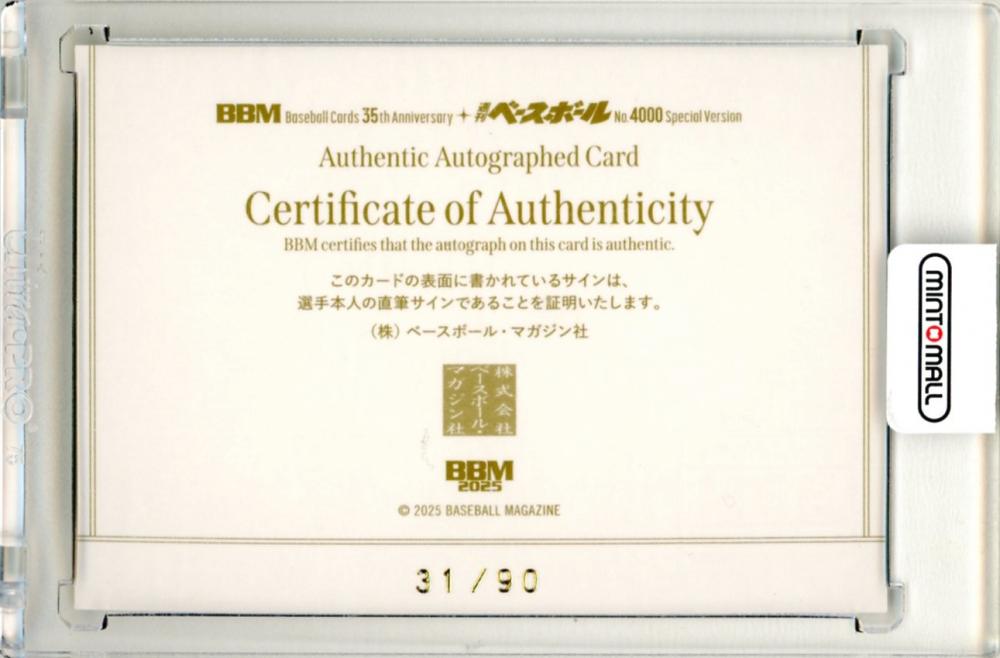 BBM Baseball Cards 35th Anniversary + 週刊ベースボール No.4000 Special Version
Authentic Autographed Card
Certificate of Authenticity
BBM certifies that the autograph on this card is authentic.
このカードの表面に書かれているサインは、
選手本人の直筆サインであることを証明いたします。
(株) ベースボール・マガジン社
株式会社
ベースボール・
マガジン社
BBM
2025
© 2025 BASEBALL MAGAZINE
31/90
MINTOMALL
UltraPRO®